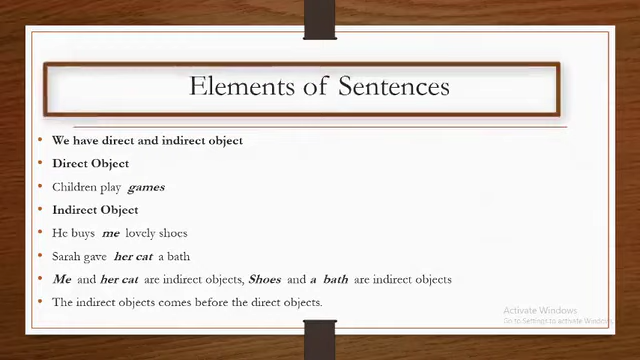 Elements of Sentences
We have direct and indirect object
Direct Object
Children play games
Indirect Object
He buys me lovely shoes
Sarah gave her cat a bath
Me and her cat are indirect objects, Shoes and a bath are indirect objects
The indirect objects comes before the direct objects.
Activate Windows
Go to Settings to activate Windows.